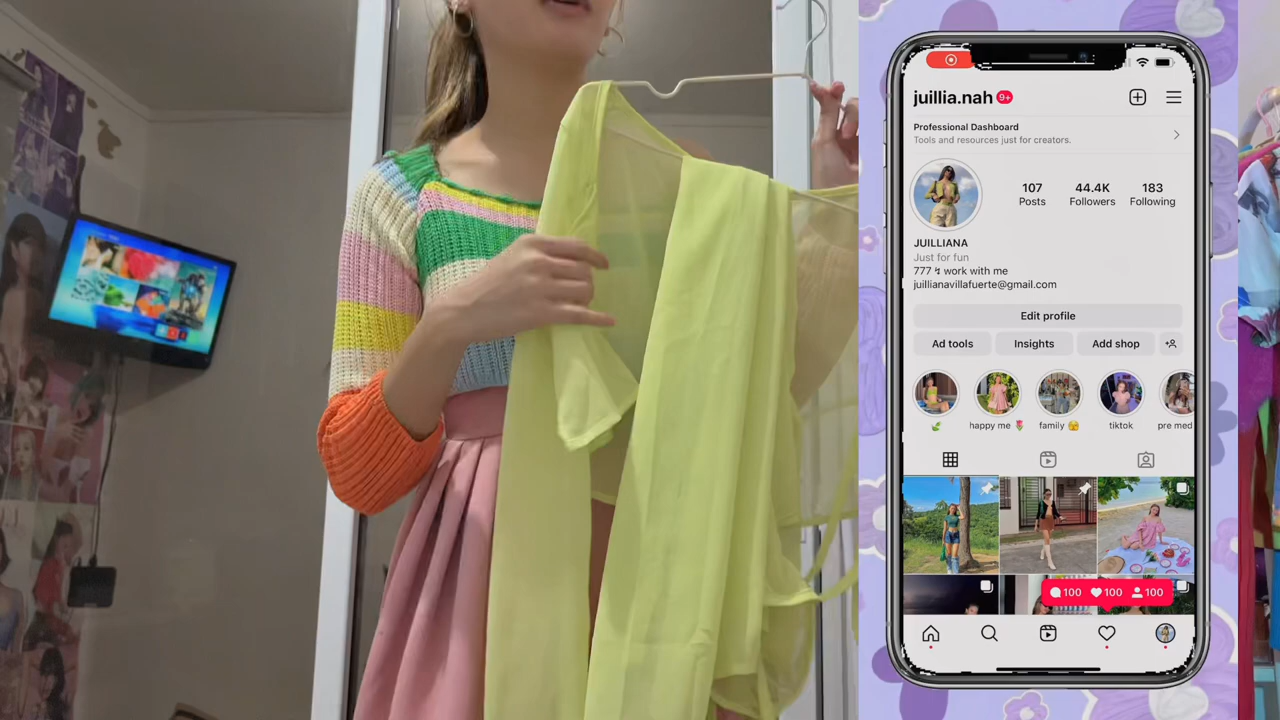 juillia.nah 9+
Professional Dashboard
Tools and resources just for creators.
107 44.4K 183
Posts Followers Following
JUILLIANA
Just for fun
777 ↯ work with me
juillianavillafuerte@gmail.com
Edit profile
Ad tools Insights Add shop
🌿 happy me 🌷 family 🫣 tiktok pre med
100 100 100